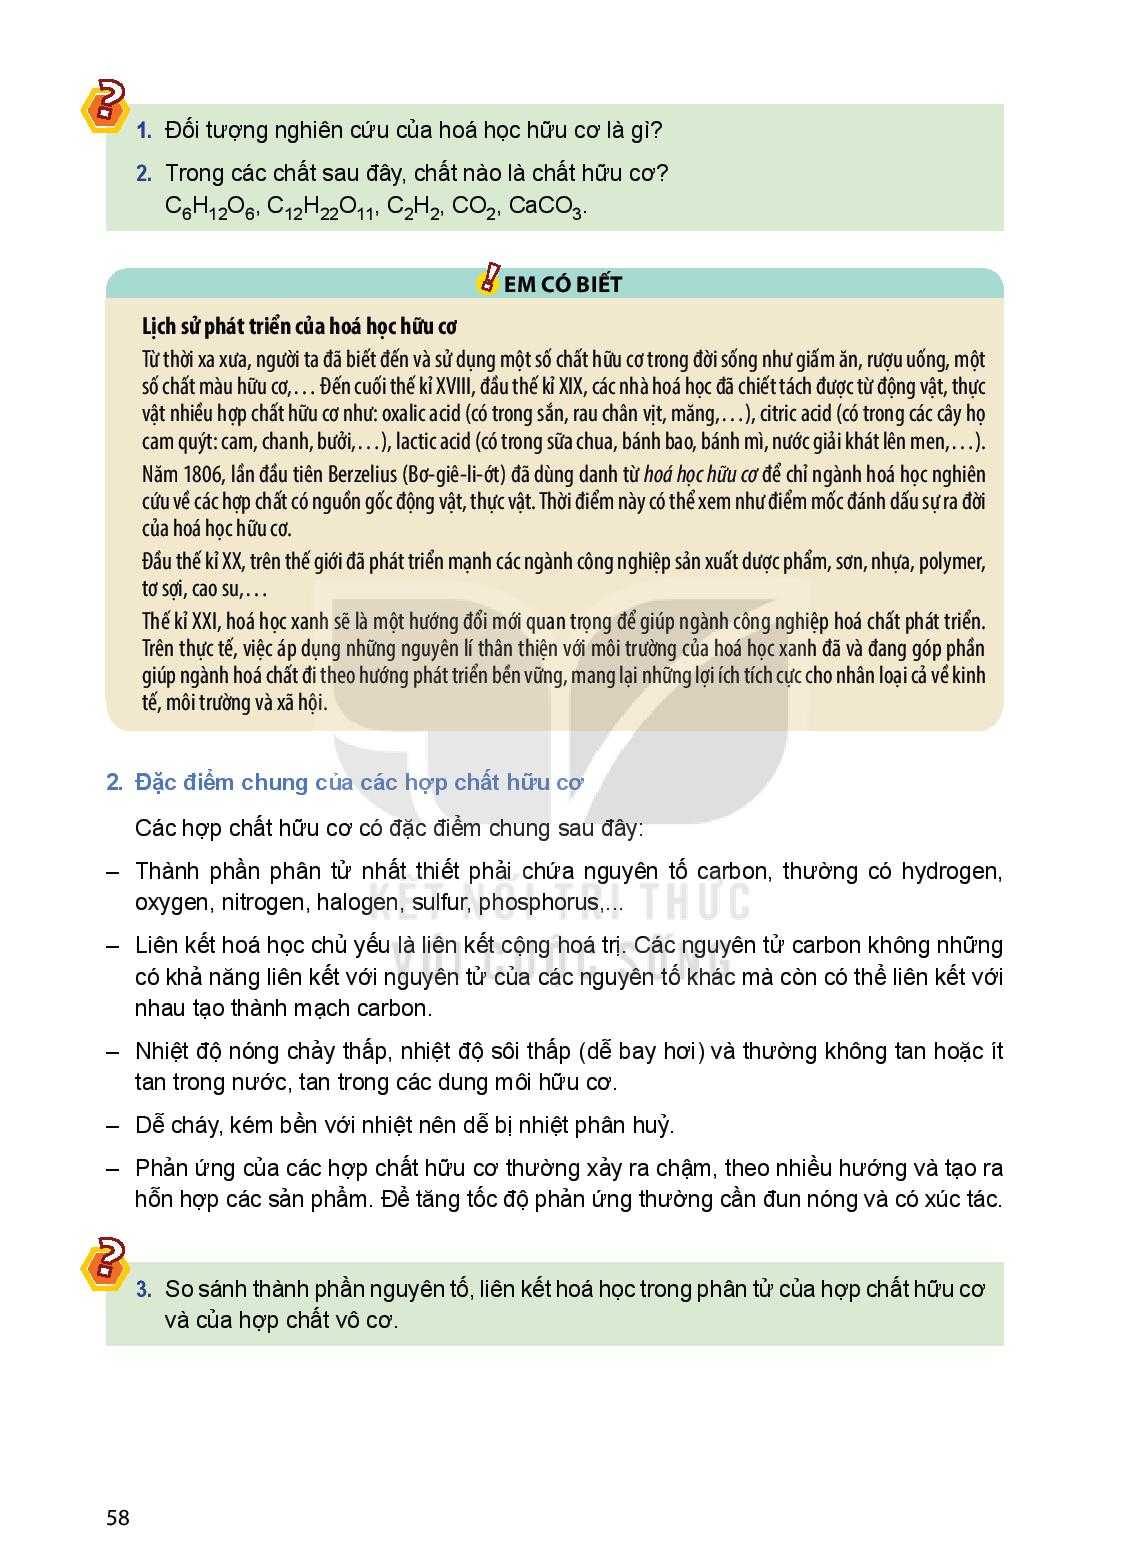 1. Đối tượng nghiên cứu của hoá học hữu cơ là gì?
2. Trong các chất sau đây, chất nào là chất hữu cơ?
C6H12O6, C12H22O11, C2H2, CO2, CaCO3.
EM CÓ BIẾT
Lịch sử phát triển của hoá học hữu cơ
Từ thời xa xưa, người ta đã biết đến và sử dụng một số chất hữu cơ trong đời sống như giấm ăn, rượu uống, một
số chất màu hữu cơ,... Đến cuối thế kỉ XVIII, đầu thế kỉ XIX, các nhà hoá học đã chiết tách được từ động vật, thực
vật nhiều hợp chất hữu cơ như: oxalic acid (có trong sắn, rau chân vịt, măng,...), citric acid (có trong các cây họ
cam quýt: cam, chanh, bưởi,...), lactic acid (có trong sữa chua, bánh bao, bánh mì, nước giải khát lên men,...).
Năm 1806, lần đầu tiên Berzelius (Bơ-giê-li-ớt) đã dùng danh từ hoá học hữu cơ để chỉ ngành hoá học nghiên
cứu về các hợp chất có nguồn gốc động vật, thực vật. Thời điểm này có thể xem như điểm mốc đánh dấu sự ra đời
của hoá học hữu cơ.
Đầu thế kỉ XX, trên thế giới đã phát triển mạnh các ngành công nghiệp sản xuất dược phẩm, sơn, nhựa, polymer,
tơ sợi, cao su,...
Thế kỉ XXI, hoá học xanh sẽ là một hướng đổi mới quan trọng để giúp ngành công nghiệp hoá chất phát triển.
Trên thực tế, việc áp dụng những nguyên lí thân thiện với môi trường của hoá học xanh đã và đang góp phần
giúp ngành hoá chất đi theo hướng phát triển bền vững, mang lại những lợi ích tích cực cho nhân loại cả về kinh
tế, môi trường và xã hội.
2. Đặc điểm chung của các hợp chất hữu cơ
Các hợp chất hữu cơ có đặc điểm chung sau đây:
– Thành phần phân tử nhất thiết phải chứa nguyên tố carbon, thường có hydrogen,
oxygen, nitrogen, halogen, sulfur, phosphorus,...
– Liên kết hoá học chủ yếu là liên kết cộng hoá trị. Các nguyên tử carbon không những
có khả năng liên kết với nguyên tử của các nguyên tố khác mà còn có thể liên kết với
nhau tạo thành mạch carbon.
– Nhiệt độ nóng chảy thấp, nhiệt độ sôi thấp (dễ bay hơi) và thường không tan hoặc ít
tan trong nước, tan trong các dung môi hữu cơ.
– Dễ cháy, kém bền với nhiệt nên dễ bị nhiệt phân huỷ.
– Phản ứng của các hợp chất hữu cơ thường xảy ra chậm, theo nhiều hướng và tạo ra
hỗn hợp các sản phẩm. Để tăng tốc độ phản ứng thường cần đun nóng và có xúc tác.
KẾT NỐI TRI THỨC
VỚI CUỘC SỐNG
3. So sánh thành phần nguyên tố, liên kết hoá học trong phân tử của hợp chất hữu cơ
và của hợp chất vô cơ.
58